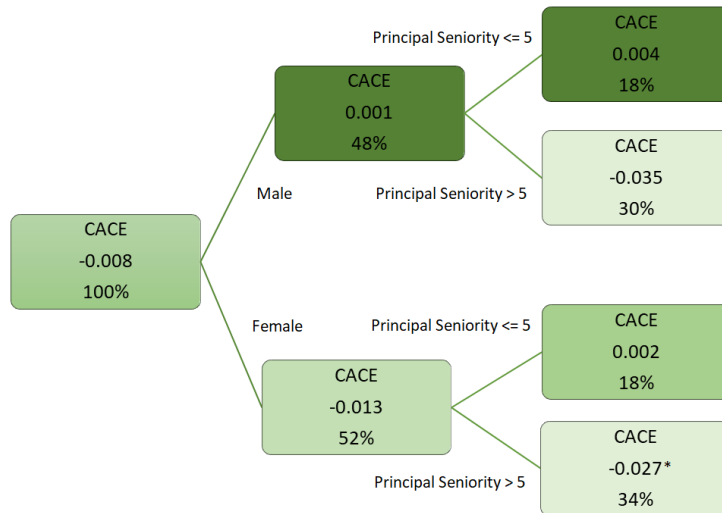 CACE
-0.008
100%
Male
Female
CACE
0.001
48%
CACE
-0.013
52%
Principal Seniority <= 5
CACE
0.004
18%
Principal Seniority > 5
CACE
-0.035
30%
Principal Seniority <= 5
CACE
0.002
18%
Principal Seniority > 5
CACE
-0.027*
34%